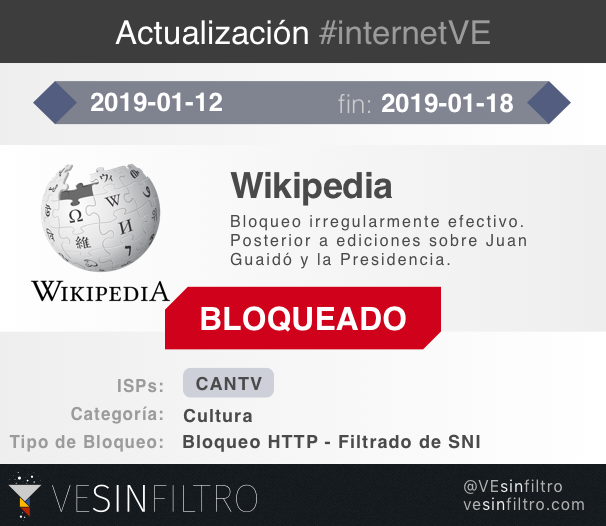 Actualización #internetVE
2019-01-12 fin: 2019-01-18
Wikipedia
Bloqueo irregularmente efectivo.
Posterior a ediciones sobre Juan
Guaidó y la Presidencia.
Ω
W
И
維
WIKIPEDIA
BLOQUEADO
ISPs: CANTV
Categoría: Cultura
Tipo de Bloqueo: Bloqueo HTTP - Filtrado de SNI
VESINFILTRO
@VEsinfiltro
vesinfiltro.com